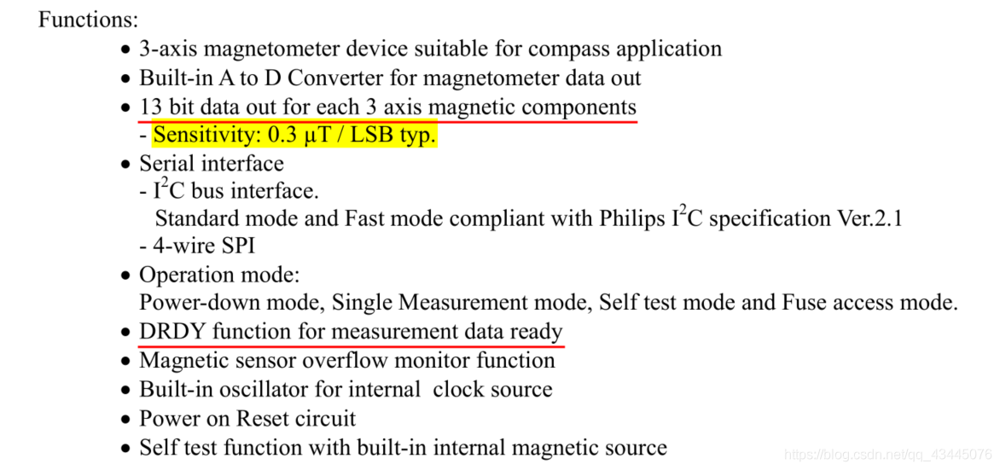 Functions:
• 3-axis magnetometer device suitable for compass application
• Built-in A to D Converter for magnetometer data out
• 13 bit data out for each 3 axis magnetic components
- Sensitivity: 0.3 µT / LSB typ.
• Serial interface
- I²C bus interface.
Standard mode and Fast mode compliant with Philips I²C specification Ver.2.1
- 4-wire SPI
• Operation mode:
Power-down mode, Single Measurement mode, Self test mode and Fuse access mode.
• DRDY function for measurement data ready
• Magnetic sensor overflow monitor function
• Built-in oscillator for internal clock source
• Power on Reset circuit
• Self test function with built-in internal magnetic source
https://blog.csdn.net/qq_43445076